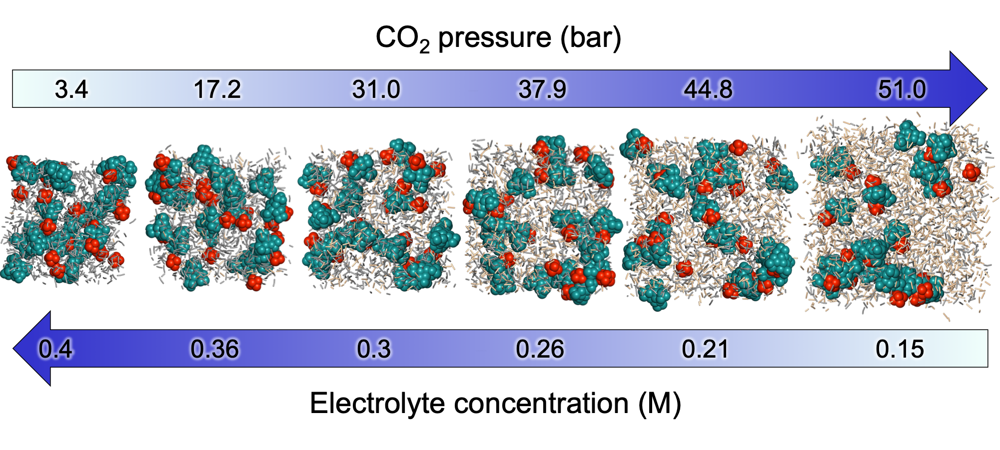 CO₂ pressure (bar)
3.4 17.2 31.0 37.9 44.8 51.0
0.4 0.36 0.3 0.26 0.21 0.15
Electrolyte concentration (M)